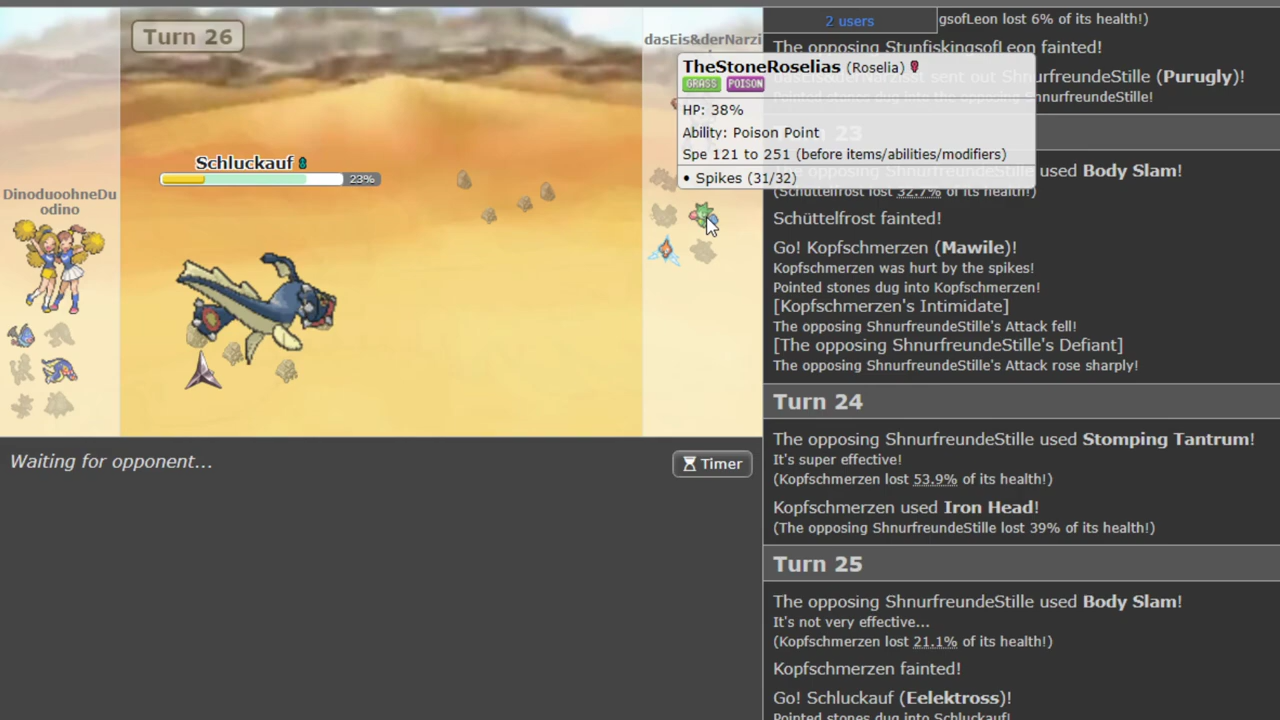 Turn 26
dasEis&derNarzi
TheStoneRoselias (Roselia)
GRASS POISON
HP: 38%
Ability: Poison Point
Spe 121 to 251 (before items/abilities/modifiers)
• Spikes (31/32)
Schluckauf
23%
DinoduoohneDu
odino
Waiting for opponent...
Timer
2 users
gsofLeon lost 6% of its health!)
The opposing StunfiskingsofLeon fainted!
dasEis&derNarzisst sent out ShnurfreundeStille (Purugly)!
Pointed stones dug into the opposing ShnurfreundeStille!
23
used Body Slam!
(Schüttelfrost lost 32.7% of its health!)
Schüttelfrost fainted!
Go! Kopfschmerzen (Mawile)!
Kopfschmerzen was hurt by the spikes!
Pointed stones dug into Kopfschmerzen!
[Kopfschmerzen's Intimidate]
The opposing ShnurfreundeStille's Attack fell!
[The opposing ShnurfreundeStille's Defiant]
The opposing ShnurfreundeStille's Attack rose sharply!
Turn 24
The opposing ShnurfreundeStille used Stomping Tantrum!
It's super effective!
(Kopfschmerzen lost 53.9% of its health!)
Kopfschmerzen used Iron Head!
(The opposing ShnurfreundeStille lost 39% of its health!)
Turn 25
The opposing ShnurfreundeStille used Body Slam!
It's not very effective...
(Kopfschmerzen lost 21.1% of its health!)
Kopfschmerzen fainted!
Go! Schluckauf (Eelektross)!
Pointed stones dug into Schluckauf!